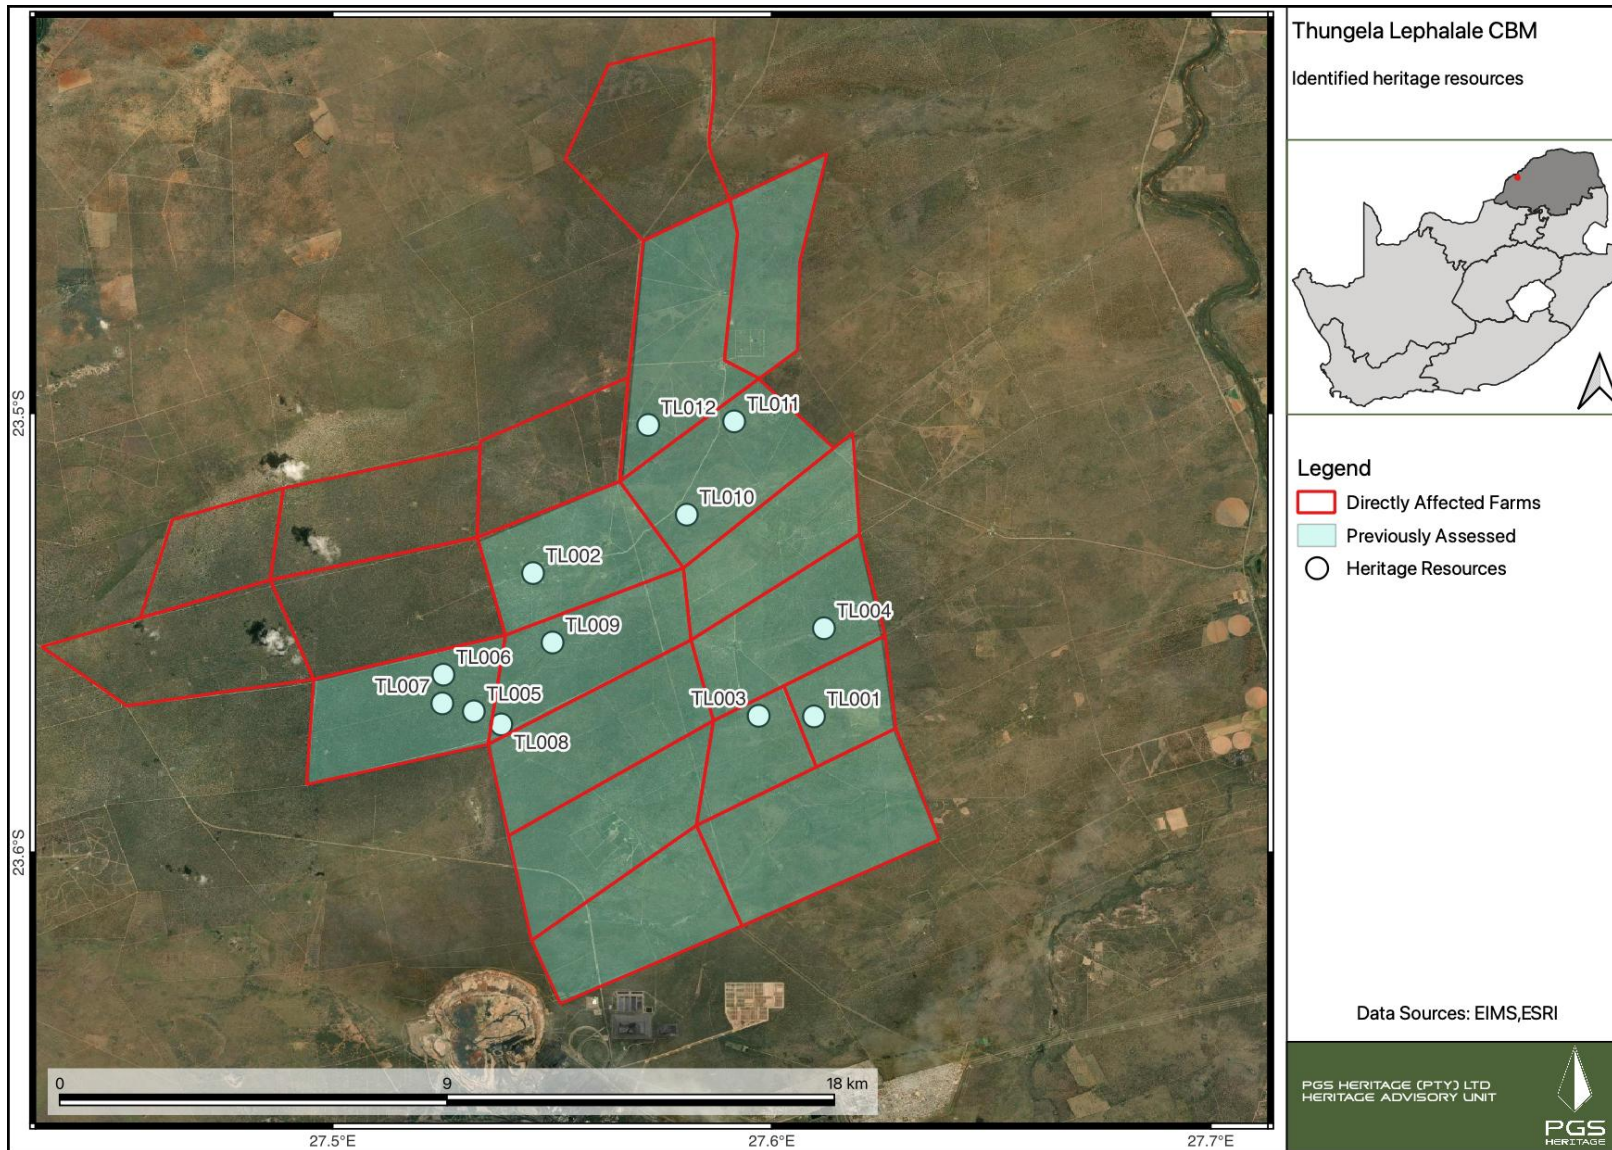 Thungela Lephalale CBM
Identified heritage resources
TL012
TL011
TL010
TL002
TL004
TL009
TL006
TL007
TL005
TL003
TL001
TL008
23.5°S
23.6°S
0
9
18 km
27.5°E
27.6°E
27.7°E
Legend
Directly Affected Farms
Previously Assessed
Heritage Resources
Data Sources: EIMS,ESRI
PGS HERITAGE (PTY) LTD
HERITAGE ADVISORY UNIT
PGS
HERITAGE